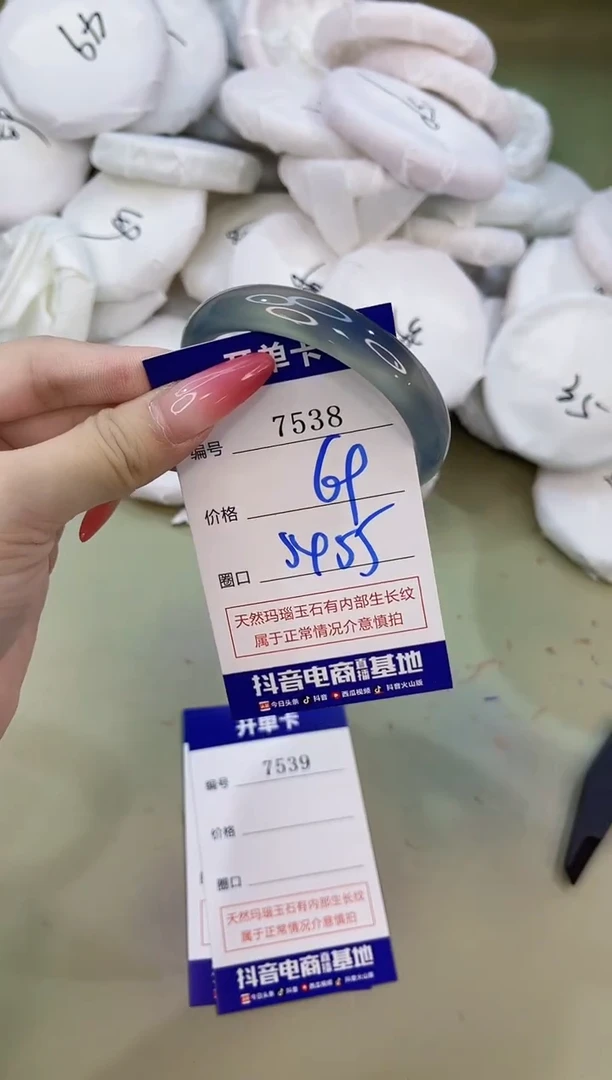 49
开单卡
编号 7538
价格 69
圈口
天然玛瑙玉石有内部生长纹
属于正常情况介意慎拍
抖音电商直播基地
今日头条 抖音 西瓜视频 抖音火山版
开单卡
编号 7539
价格
圈口
天然玛瑙玉石有内部生长纹
属于正常情况介意慎拍
抖音电商直播基地
今日头条 抖音 西瓜视频 抖音火山版